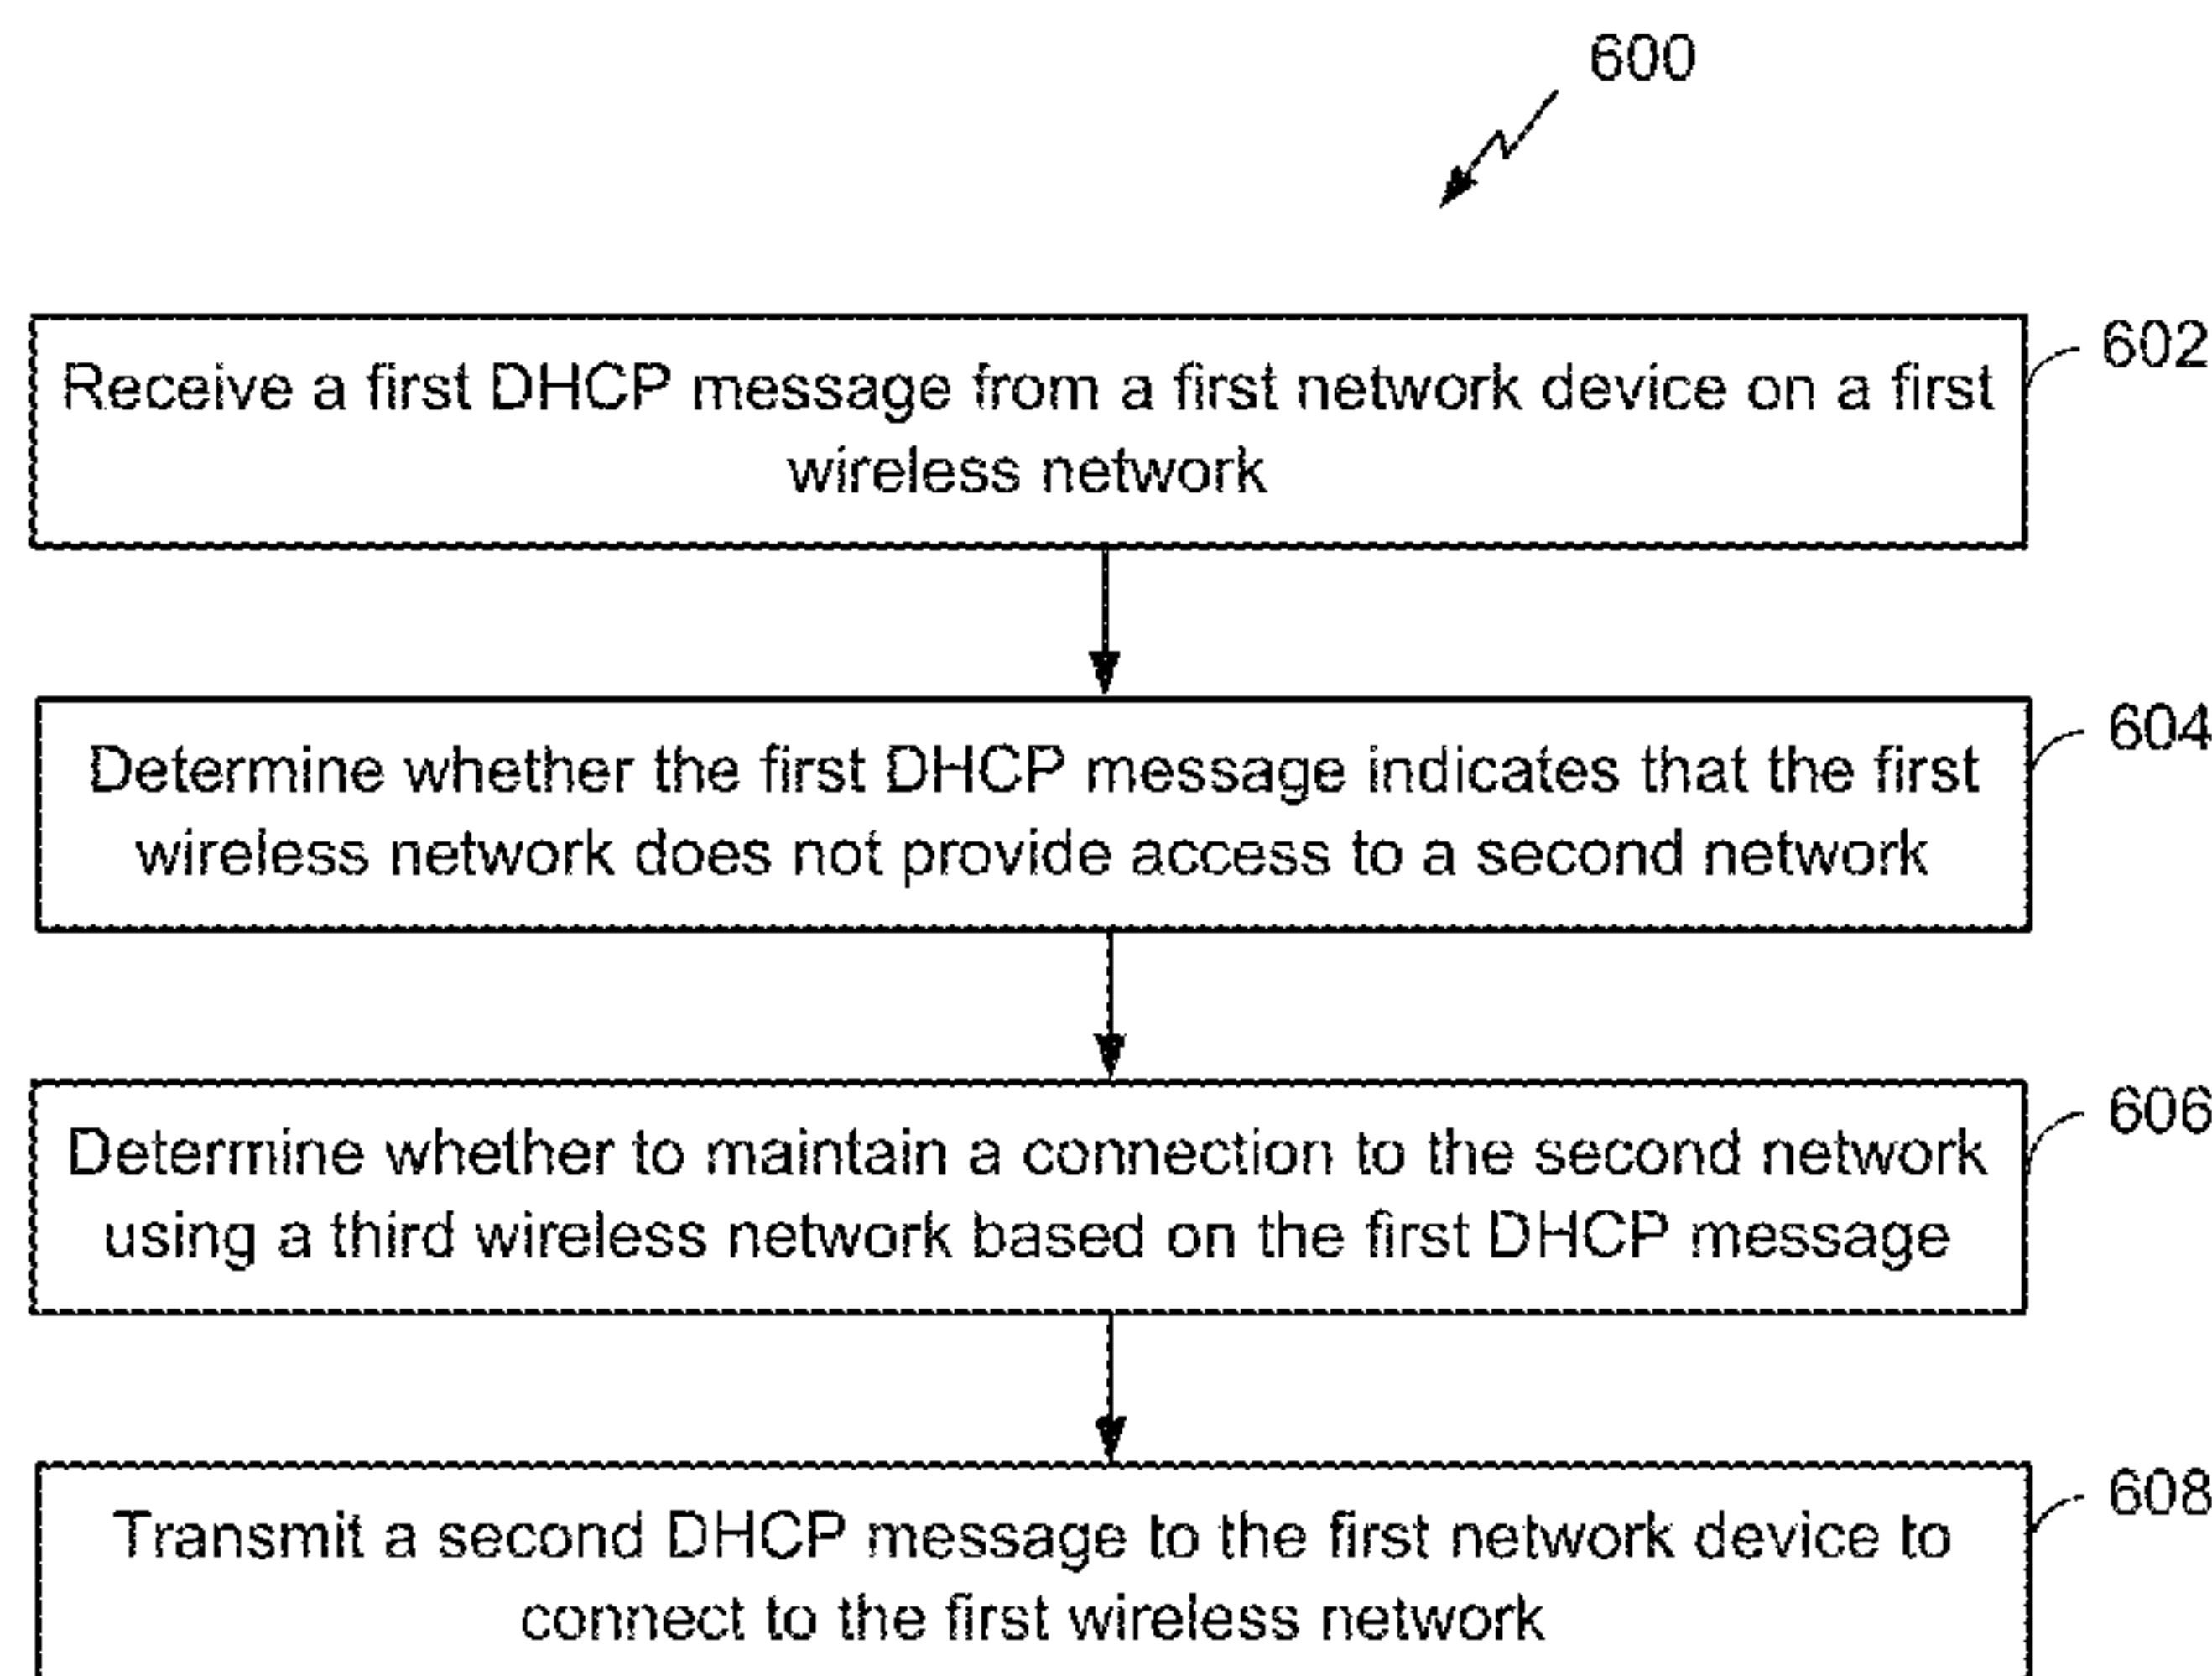 600
Receive a first DHCP message from a first network device on a first
wireless network
602
Determine whether the first DHCP message indicates that the first
wireless network does not provide access to a second network
604
Determine whether to maintain a connection to the second network
using a third wireless network based on the first DHCP message
606
Transmit a second DHCP message to the first network device to
connect to the first wireless network
608